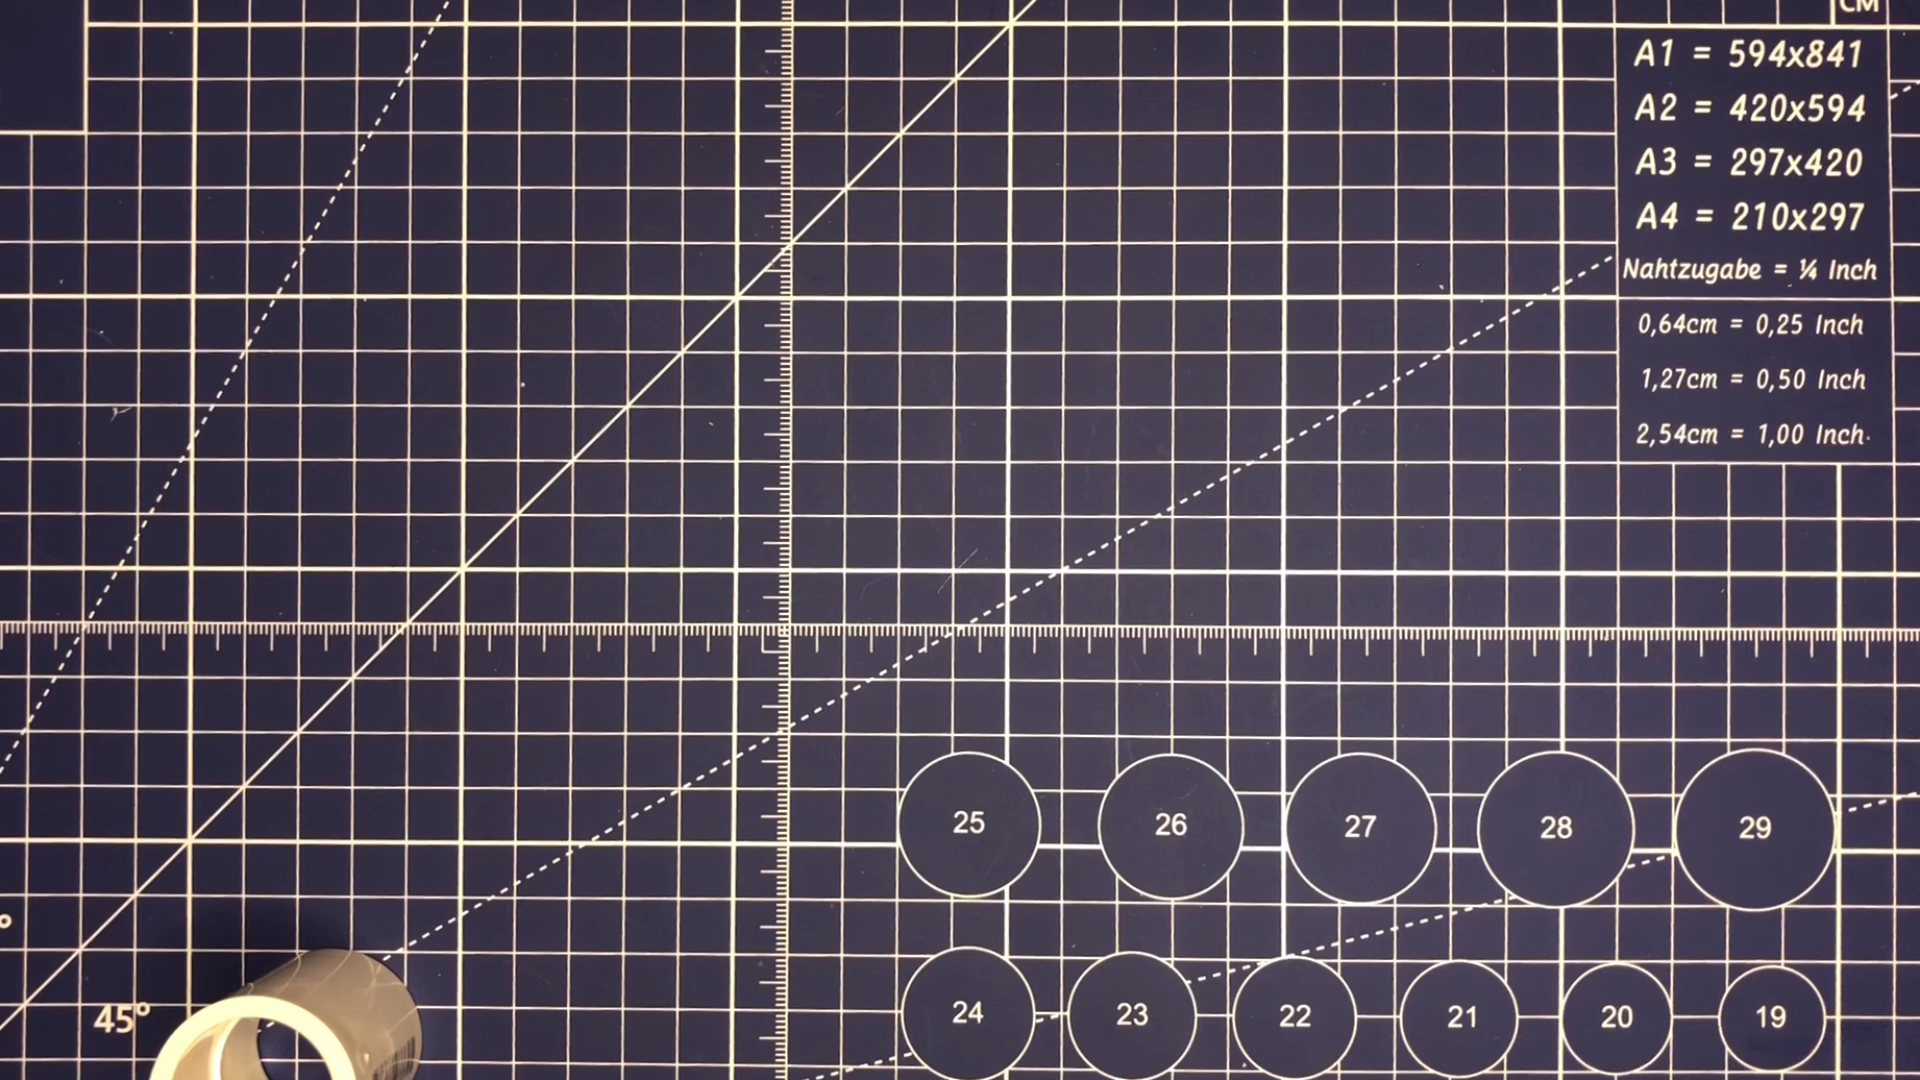 CM
A1 = 594x841
A2 = 420x594
A3 = 297x420
A4 = 210x297
Nahtzugabe = ¼ Inch
0,64cm = 0,25 Inch
1,27cm = 0,50 Inch
2,54cm = 1,00 Inch
25 26 27 28 29
45°
24 23 22 21 20 19